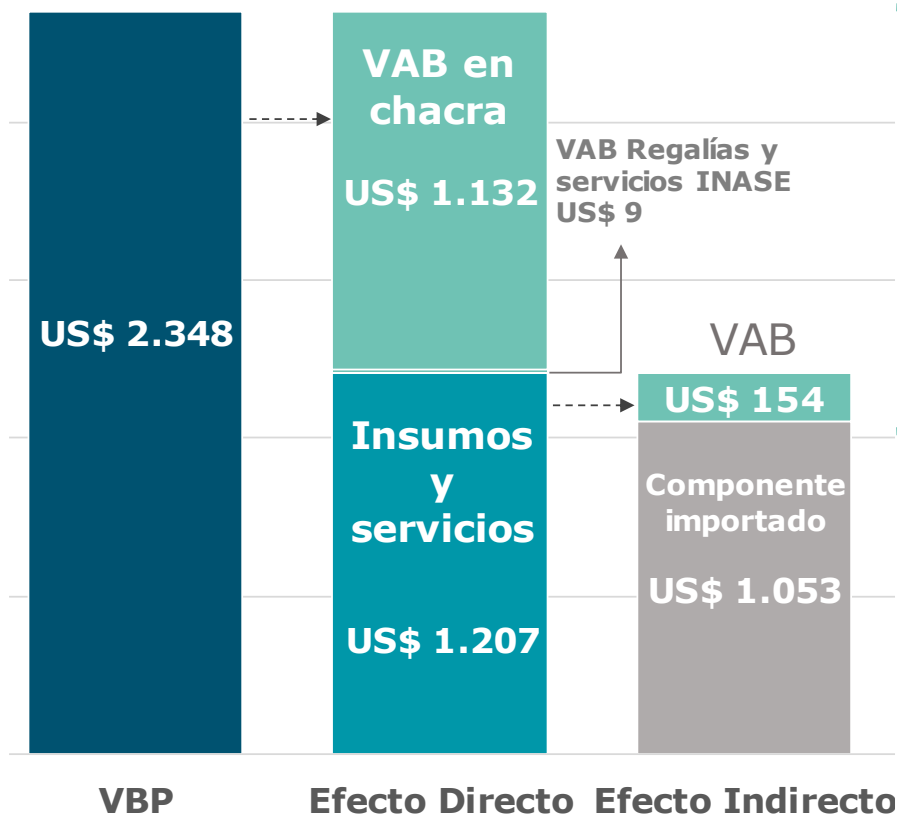 US$ 2.348
VAB en
chacra
US$ 1.132
VAB Regalías y
servicios INASE
US$ 9
Insumos
y
servicios
US$ 1.207
VAB
US$ 154
Componente
importado
US$ 1.053
VBP
Efecto Directo
Efecto Indirecto